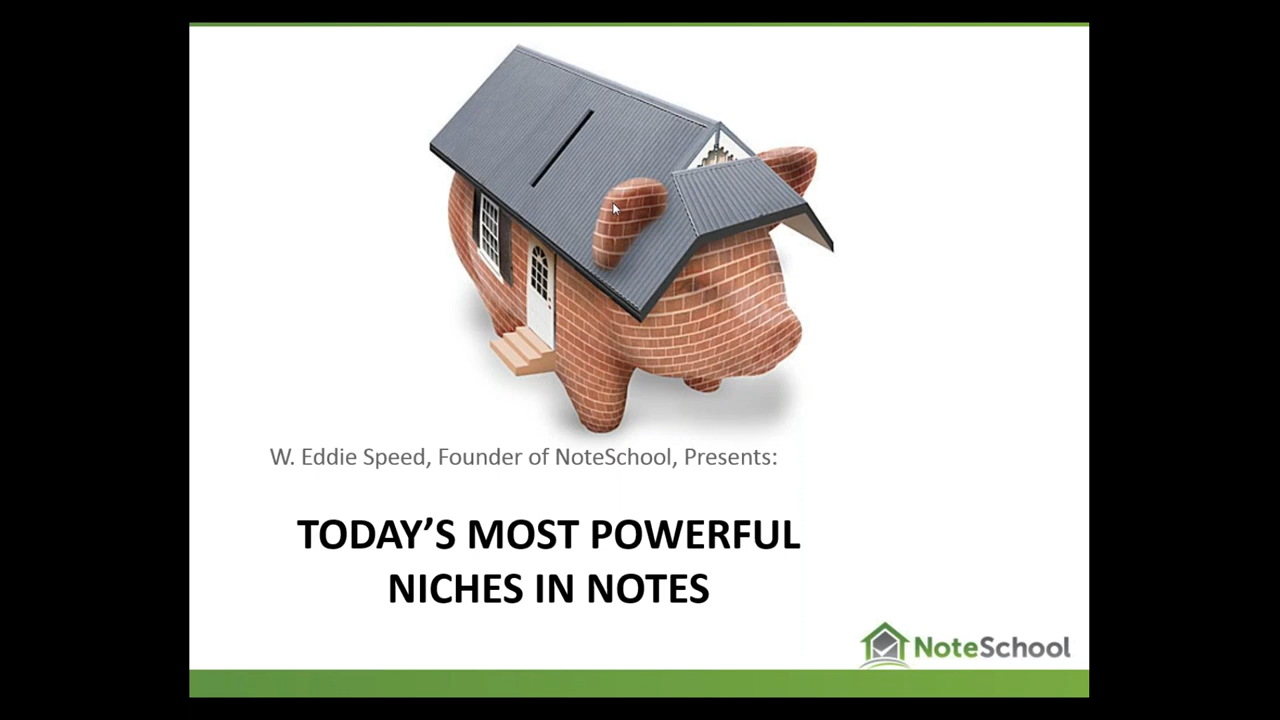 W. Eddie Speed, Founder of NoteSchool, Presents:
TODAY’S MOST POWERFUL
NICHES IN NOTES
NoteSchool